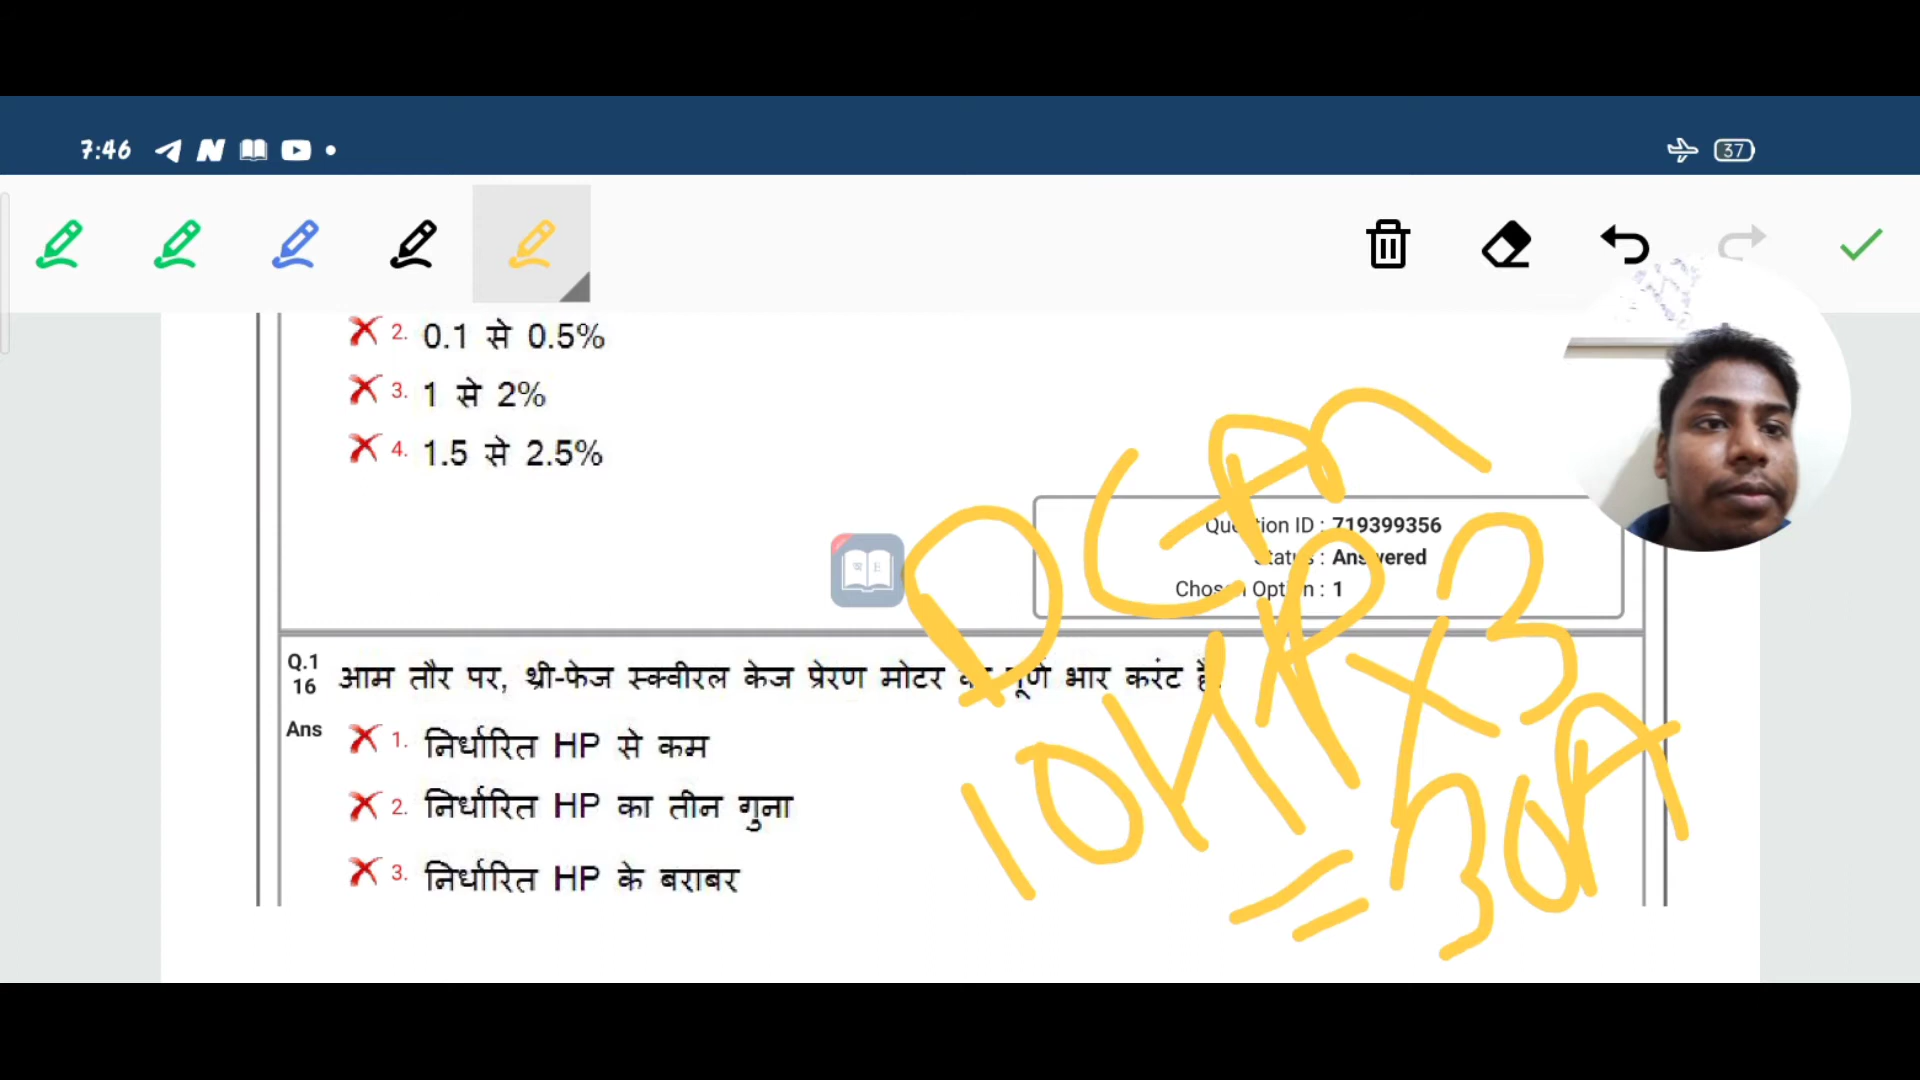 7:46
37
2. 0.1 से 0.5%
3. 1 से 2%
4. 1.5 से 2.5%
Question ID : 719399356
Status : Answered
Chosen Option : 1
Q.1
16
आम तौर पर, थ्री-फेज स्क्वीरल केज प्रेरण मोटर का पूर्ण भार करंट है
Ans
1. निर्धारित HP से कम
2. निर्धारित HP का तीन गुना
3. निर्धारित HP के बराबर
10HP×3
=30A